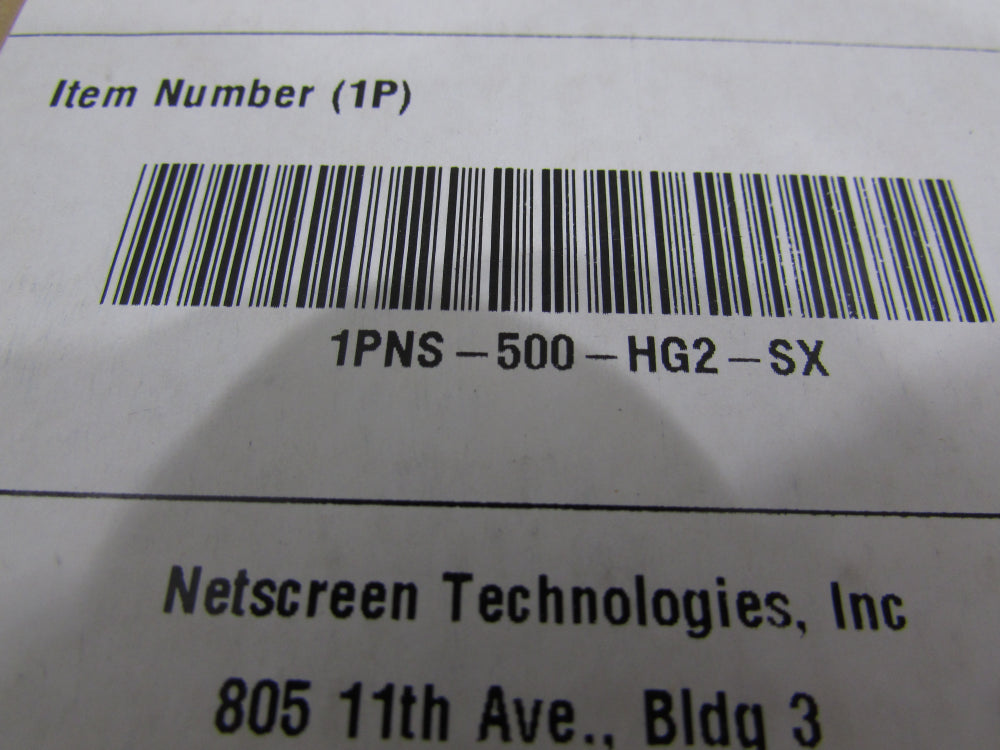 Item Number (1P)
1PNS-500-HG2-SX
Netscreen Technologies, Inc
805 11th Ave., Bldg 3